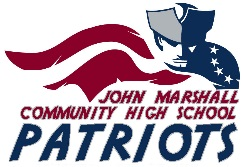 JOHN MARSHALL
COMMUNITY HIGH SCHOOL
PATRIOTS